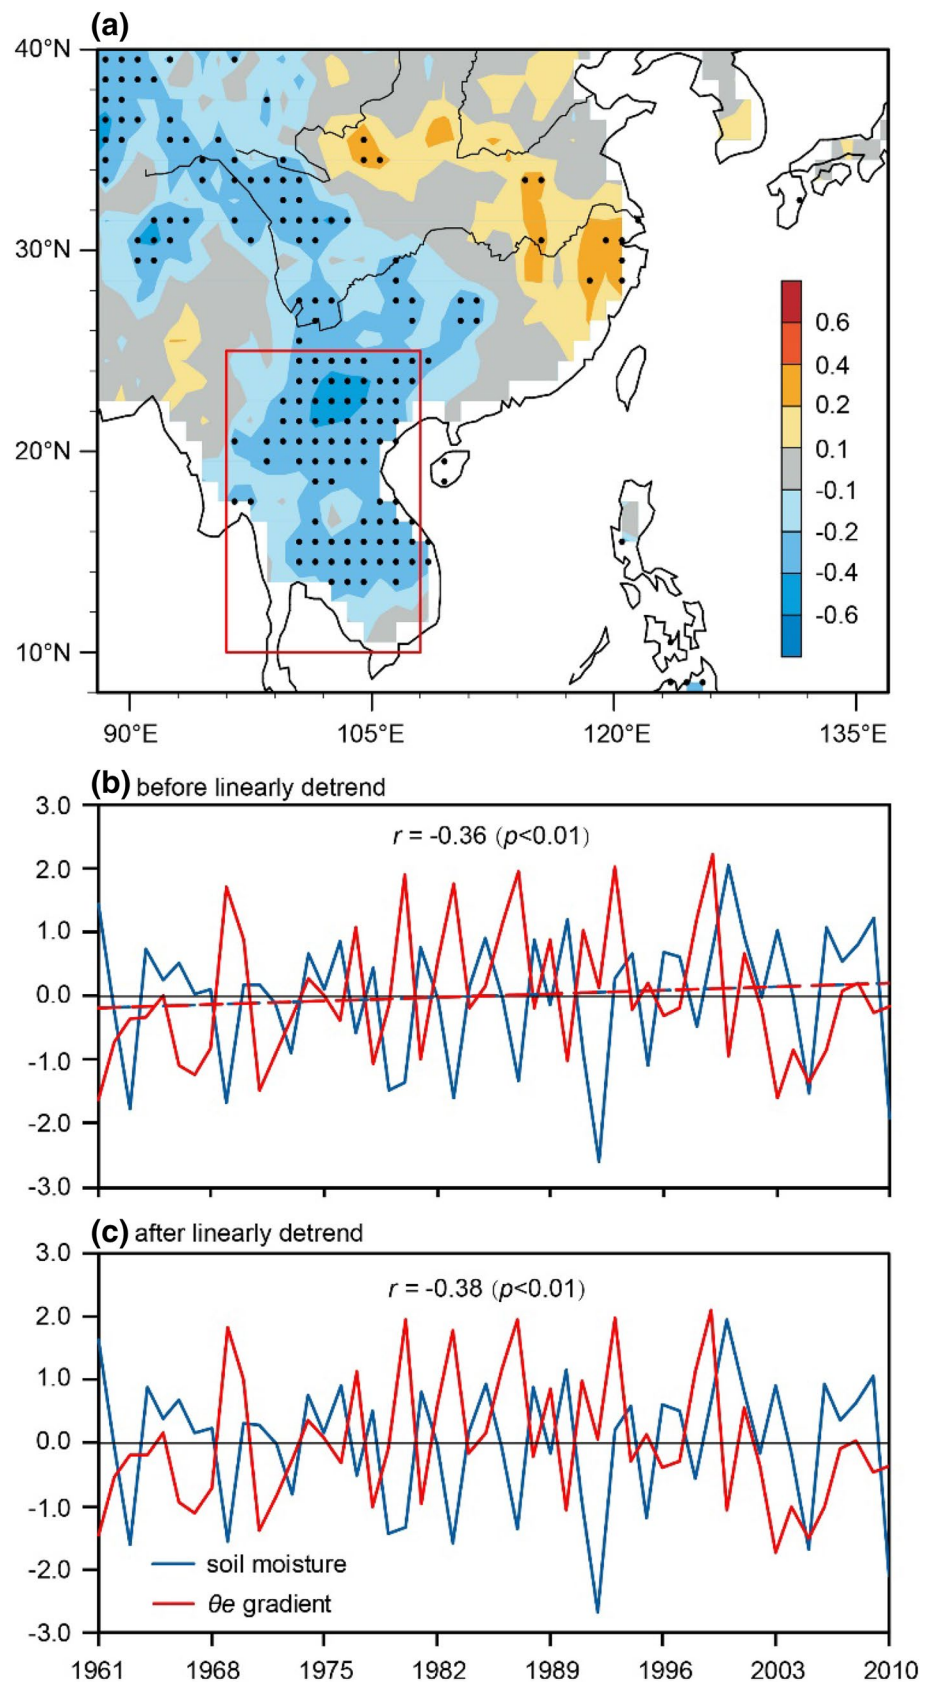 (a)
40°N
30°N
20°N
10°N
0.6
0.4
0.2
0.1
-0.1
-0.2
-0.4
-0.6
90°E 105°E 120°E 135°E
(b) before linearly detrend
r = -0.36 (p<0.01)
3.0
2.0
1.0
0.0
-1.0
-2.0
-3.0
(c) after linearly detrend
r = -0.38 (p<0.01)
3.0
2.0
1.0
0.0
-1.0
-2.0
-3.0
soil moisture
θe gradient
1961 1968 1975 1982 1989 1996 2003 2010